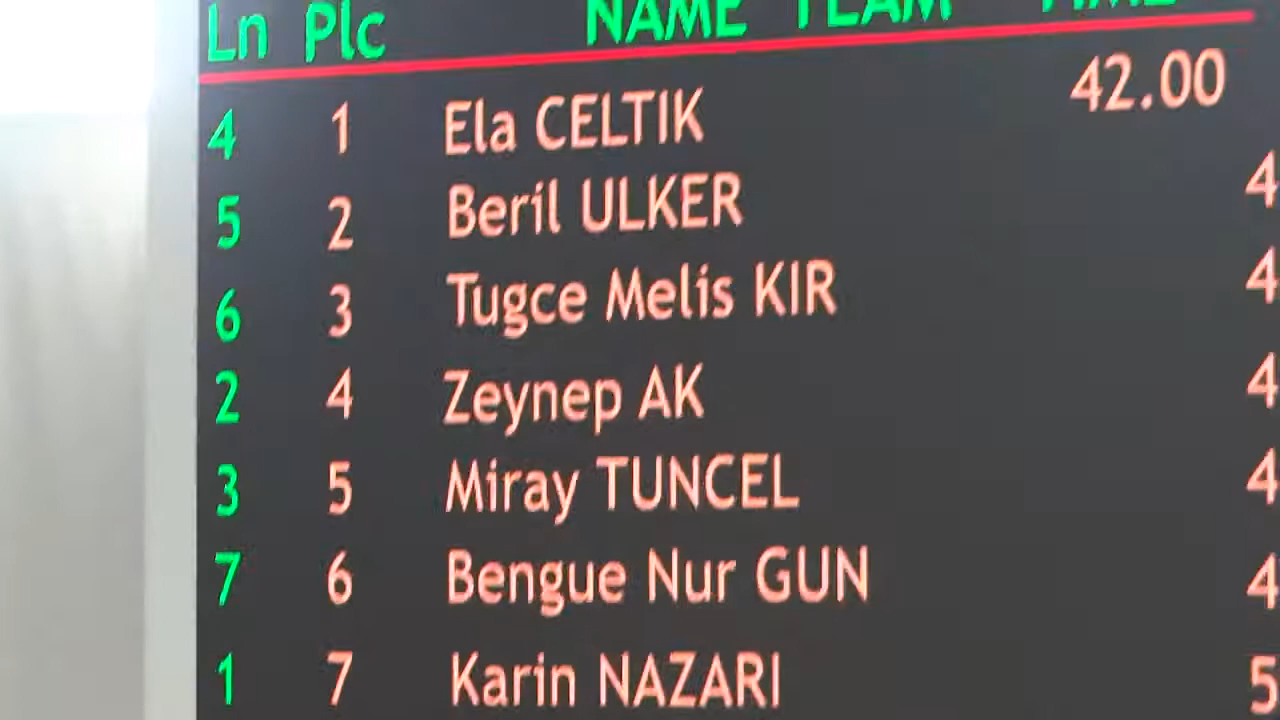 Ln Plc NAME TEAM TIME
4 1 Ela CELTIK 42.00
5 2 Beril ULKER 4
6 3 Tugce Melis KIR 4
2 4 Zeynep AK 4
3 5 Miray TUNCEL 4
7 6 Bengue Nur GUN 4
1 7 Karin NAZARI 5